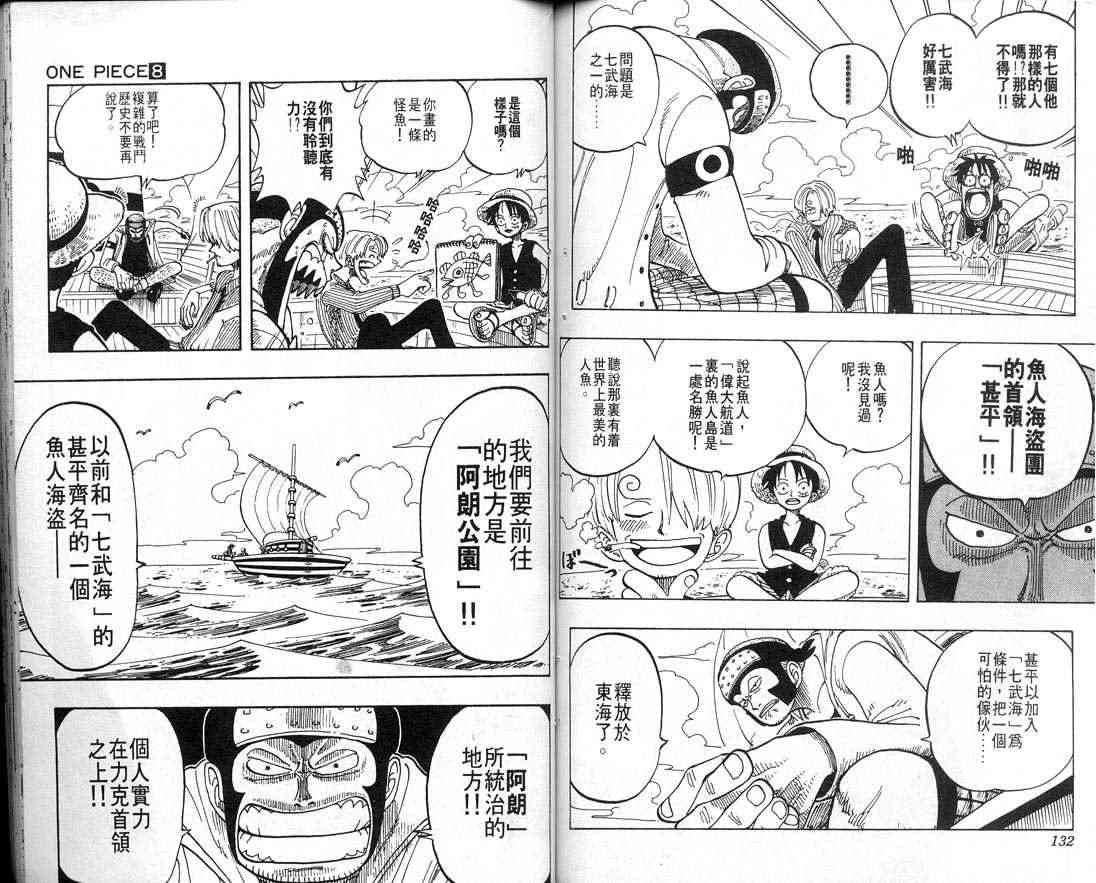 有七個他
那樣的人
嗎!?那就
不得了!!
七武海
好厲害!!
…………
問題是
七武海
之一的……
啪啪
啪
魚人海盜團
的首領——
「甚平」!!
魚人嗎?
我沒見過
呢!
說起魚人,
「偉大航道」
裏的魚人島是
一處名勝呢!
聽說那裏有着
世界上最美的
人魚。
ぼーっ
甚平以加入
「七武海」為
條件,把一個
可怕的傢伙……
釋放於
東海了。
132
ONE PIECE 8
是這個
樣子嗎?
你畫的
是一條
怪魚!
哈哈哈哈
你們到底有
沒有聆聽
力!?
算了吧!
複雜的戰鬥
歷史不要再
說了。
我們要前往
的地方是
「阿朗公園」!!
以前和「七武海」的
甚平齊名的一個
魚人海盜——
「阿朗」
所統治的
地方!!
個人實力
在力克首領
之上!!